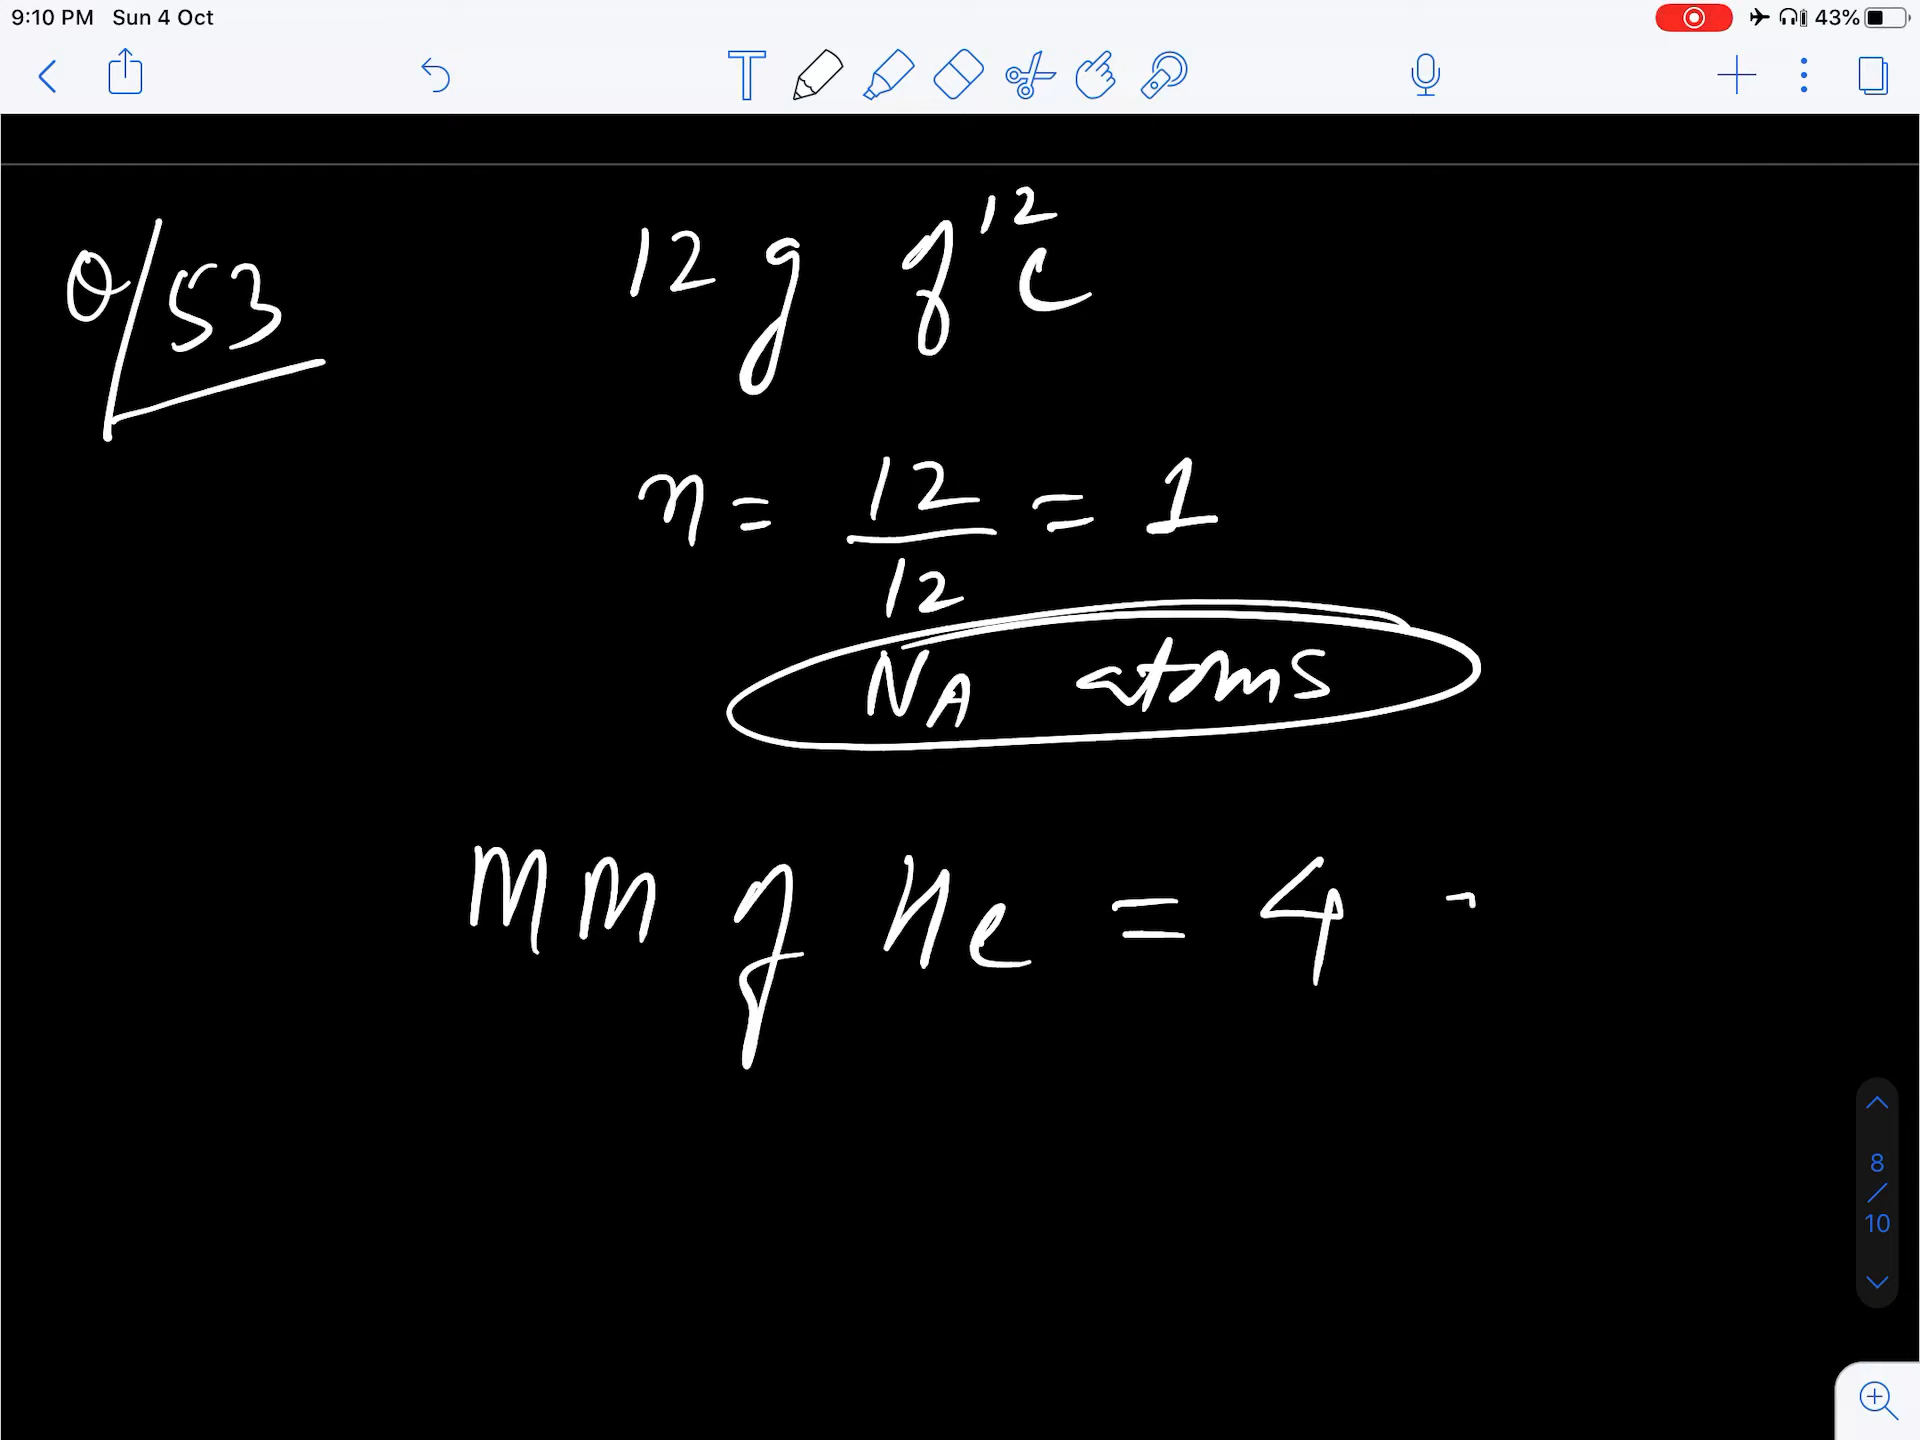 9:10 PM Sun 4 Oct
43%
T
Q/53
12 g of ¹²C
n = 12/12 = 1
NA atoms
MM of He = 4
8
/
10